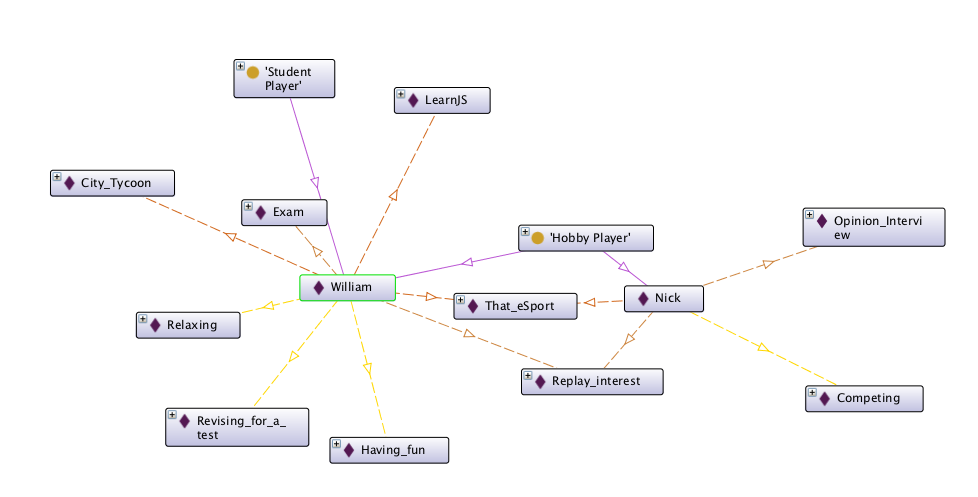 'Student
Player'
LearnJS
City_Tycoon
Exam
Opinion_Intervi
ew
'Hobby Player'
William
Nick
That_eSport
Relaxing
Replay_interest
Competing
Revising_for_a_
test
Having_fun